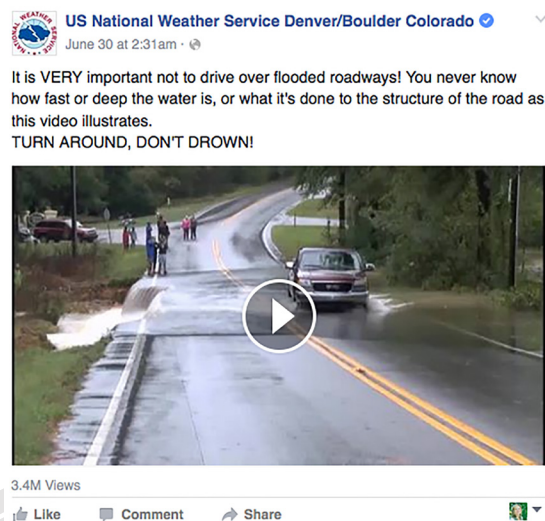 US National Weather Service Denver/Boulder Colorado
June 30 at 2:31am ·
It is VERY important not to drive over flooded roadways! You never know
how fast or deep the water is, or what it's done to the structure of the road as
this video illustrates.
TURN AROUND, DON'T DROWN!
3.4M Views
Like Comment Share